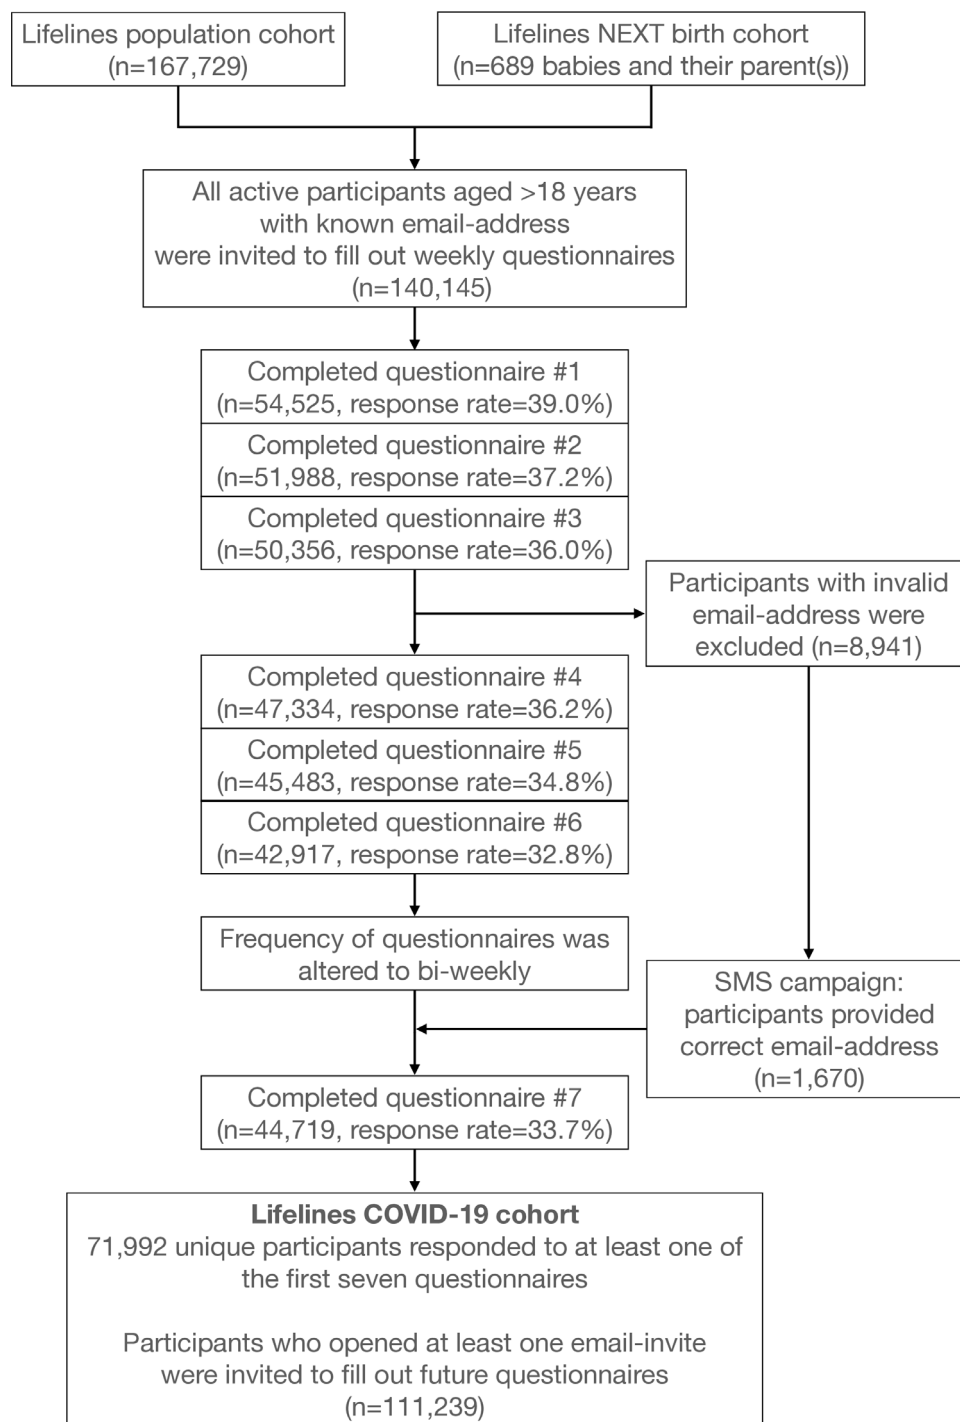 Lifelines population cohort
(n=167,729)
Lifelines NEXT birth cohort
(n=689 babies and their parent(s))
All active participants aged >18 years
with known email-address
were invited to fill out weekly questionnaires
(n=140,145)
Completed questionnaire #1
(n=54,525, response rate=39.0%)
Completed questionnaire #2
(n=51,988, response rate=37.2%)
Completed questionnaire #3
(n=50,356, response rate=36.0%)
Participants with invalid
email-address were
excluded (n=8,941)
Completed questionnaire #4
(n=47,334, response rate=36.2%)
Completed questionnaire #5
(n=45,483, response rate=34.8%)
Completed questionnaire #6
(n=42,917, response rate=32.8%)
Frequency of questionnaires was
altered to bi-weekly
SMS campaign:
participants provided
correct email-address
(n=1,670)
Completed questionnaire #7
(n=44,719, response rate=33.7%)
Lifelines COVID-19 cohort
71,992 unique participants responded to at least one of
the first seven questionnaires
Participants who opened at least one email-invite
were invited to fill out future questionnaires
(n=111,239)